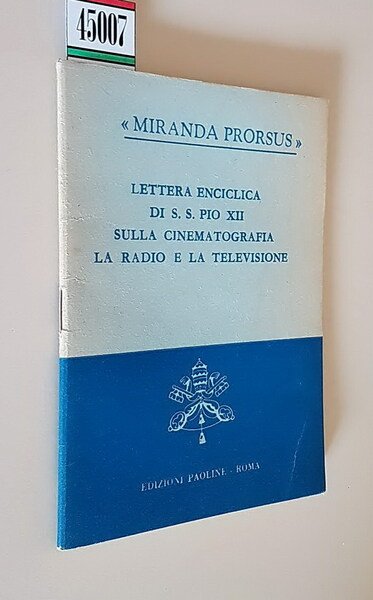 45007
« MIRANDA PRORSUS »
LETTERA ENCICLICA
DI S. S. PIO XII
SULLA CINEMATOGRAFIA
LA RADIO E LA TELEVISIONE
EDIZIONI PAOLINE - ROMA